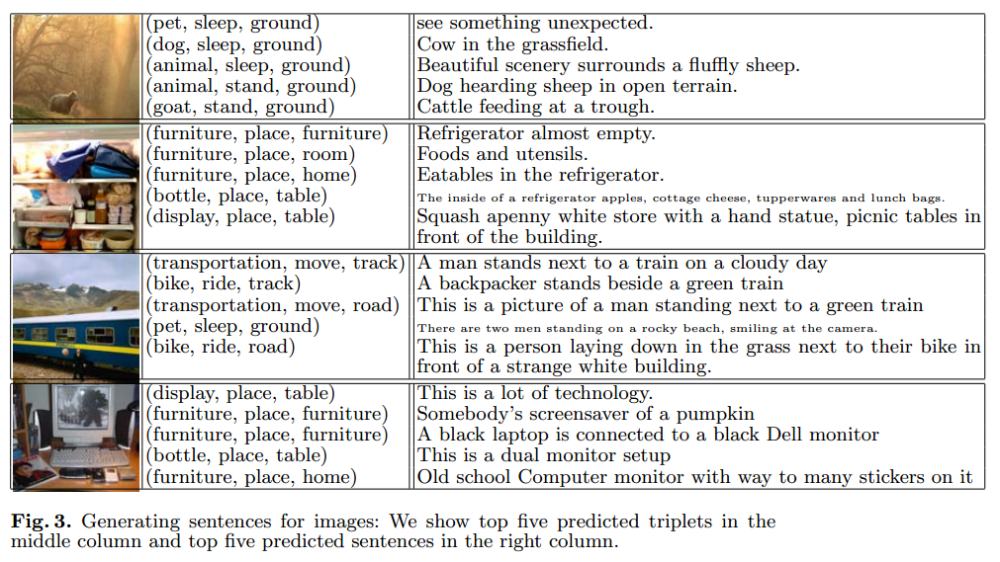 (pet, sleep, ground)
(dog, sleep, ground)
(animal, sleep, ground)
(animal, stand, ground)
(goat, stand, ground)
see something unexpected.
Cow in the grassfield.
Beautiful scenery surrounds a fluffly sheep.
Dog hearding sheep in open terrain.
Cattle feeding at a trough.
(furniture, place, furniture)
(furniture, place, room)
(furniture, place, home)
(bottle, place, table)
(display, place, table)
Refrigerator almost empty.
Foods and utensils.
Eatables in the refrigerator.
The inside of a refrigerator apples, cottage cheese, tupperwares and lunch bags.
Squash apenny white store with a hand statue, picnic tables in
front of the building.
(transportation, move, track)
(bike, ride, track)
(transportation, move, road)
(pet, sleep, ground)
(bike, ride, road)
A man stands next to a train on a cloudy day
A backpacker stands beside a green train
This is a picture of a man standing next to a green train
There are two men standing on a rocky beach, smiling at the camera.
This is a person laying down in the grass next to their bike in
front of a strange white building.
(display, place, table)
(furniture, place, furniture)
(furniture, place, furniture)
(bottle, place, table)
(furniture, place, home)
This is a lot of technology.
Somebody's screensaver of a pumpkin
A black laptop is connected to a black Dell monitor
This is a dual monitor setup
Old school Computer monitor with way to many stickers on it
Fig. 3. Generating sentences for images: We show top five predicted triplets in the
middle column and top five predicted sentences in the right column.